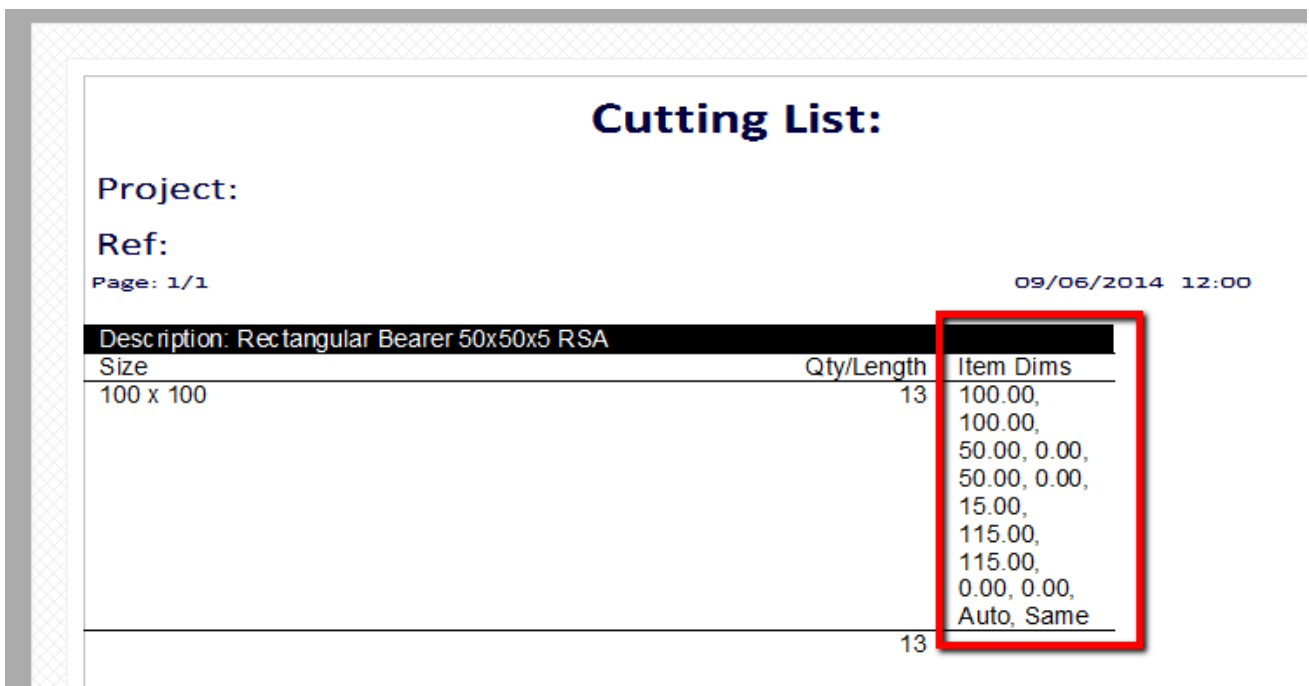 Cutting List:
Project:
Ref:
Page: 1/1 09/06/2014 12:00
Description: Rectangular Bearer 50x50x5 RSA
Size Qty/Length Item Dims
100 x 100 13 100.00,
100.00,
50.00, 0.00,
50.00, 0.00,
15.00,
115.00,
115.00,
0.00, 0.00,
Auto, Same
13